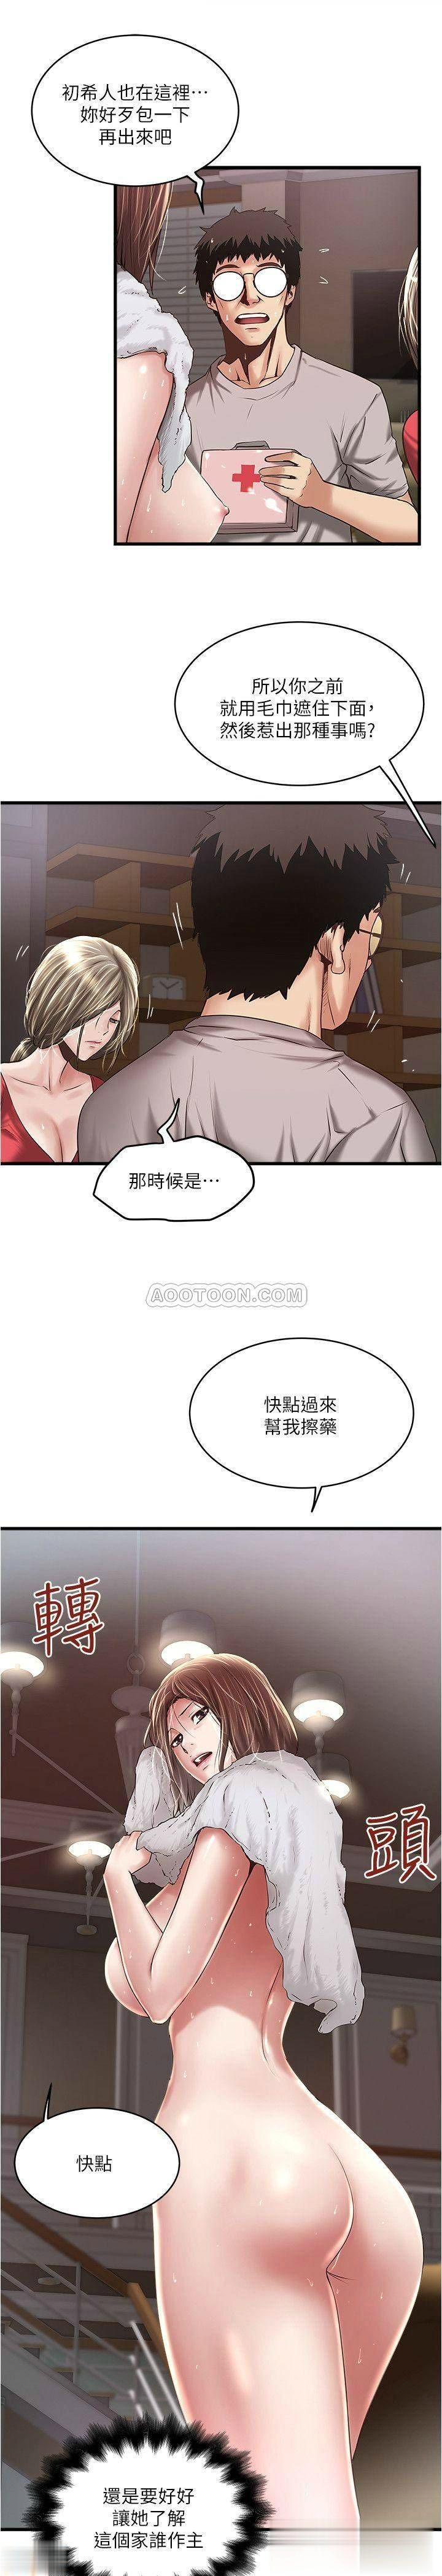 初希人也在這裡⋯
妳好歹包一下
再出來吧
所以你之前
就用毛巾遮住下面，
然後惹出那種事嗎?
那時候是⋯
AOOTOON.COM
快點過來
幫我擦藥
轉
頭
快點
還是要好好
讓她了解
這個家誰作主